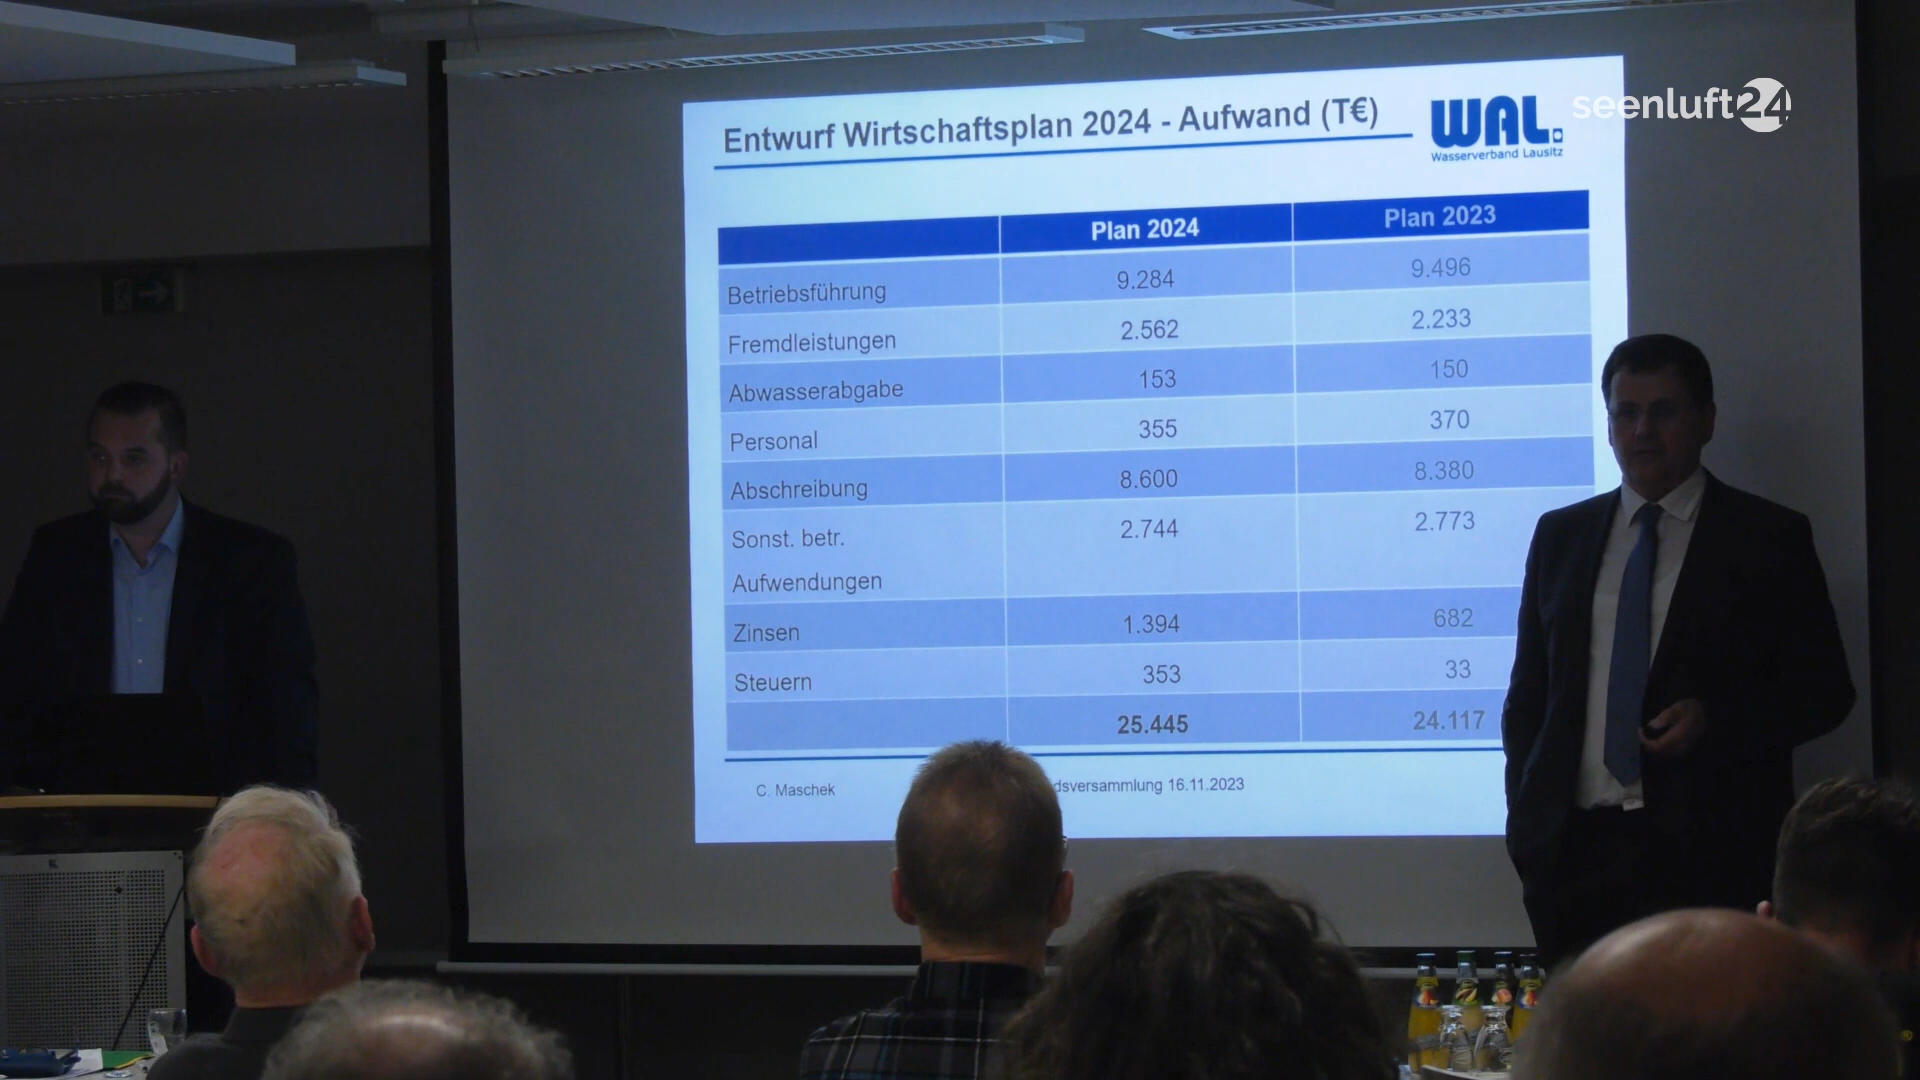 seenluft24
Entwurf Wirtschaftsplan 2024 - Aufwand (T€)
WAL.
Wasserverband Lausitz
Plan 2024 Plan 2023
Betriebsführung 9.284 9.496
Fremdleistungen 2.562 2.233
Abwasserabgabe 153 150
Personal 355 370
Abschreibung 8.600 8.380
Sonst. betr. 2.744 2.773
Aufwendungen
Zinsen 1.394 682
Steuern 353 33
25.445 24.117
C. Maschek dsversammlung 16.11.2023